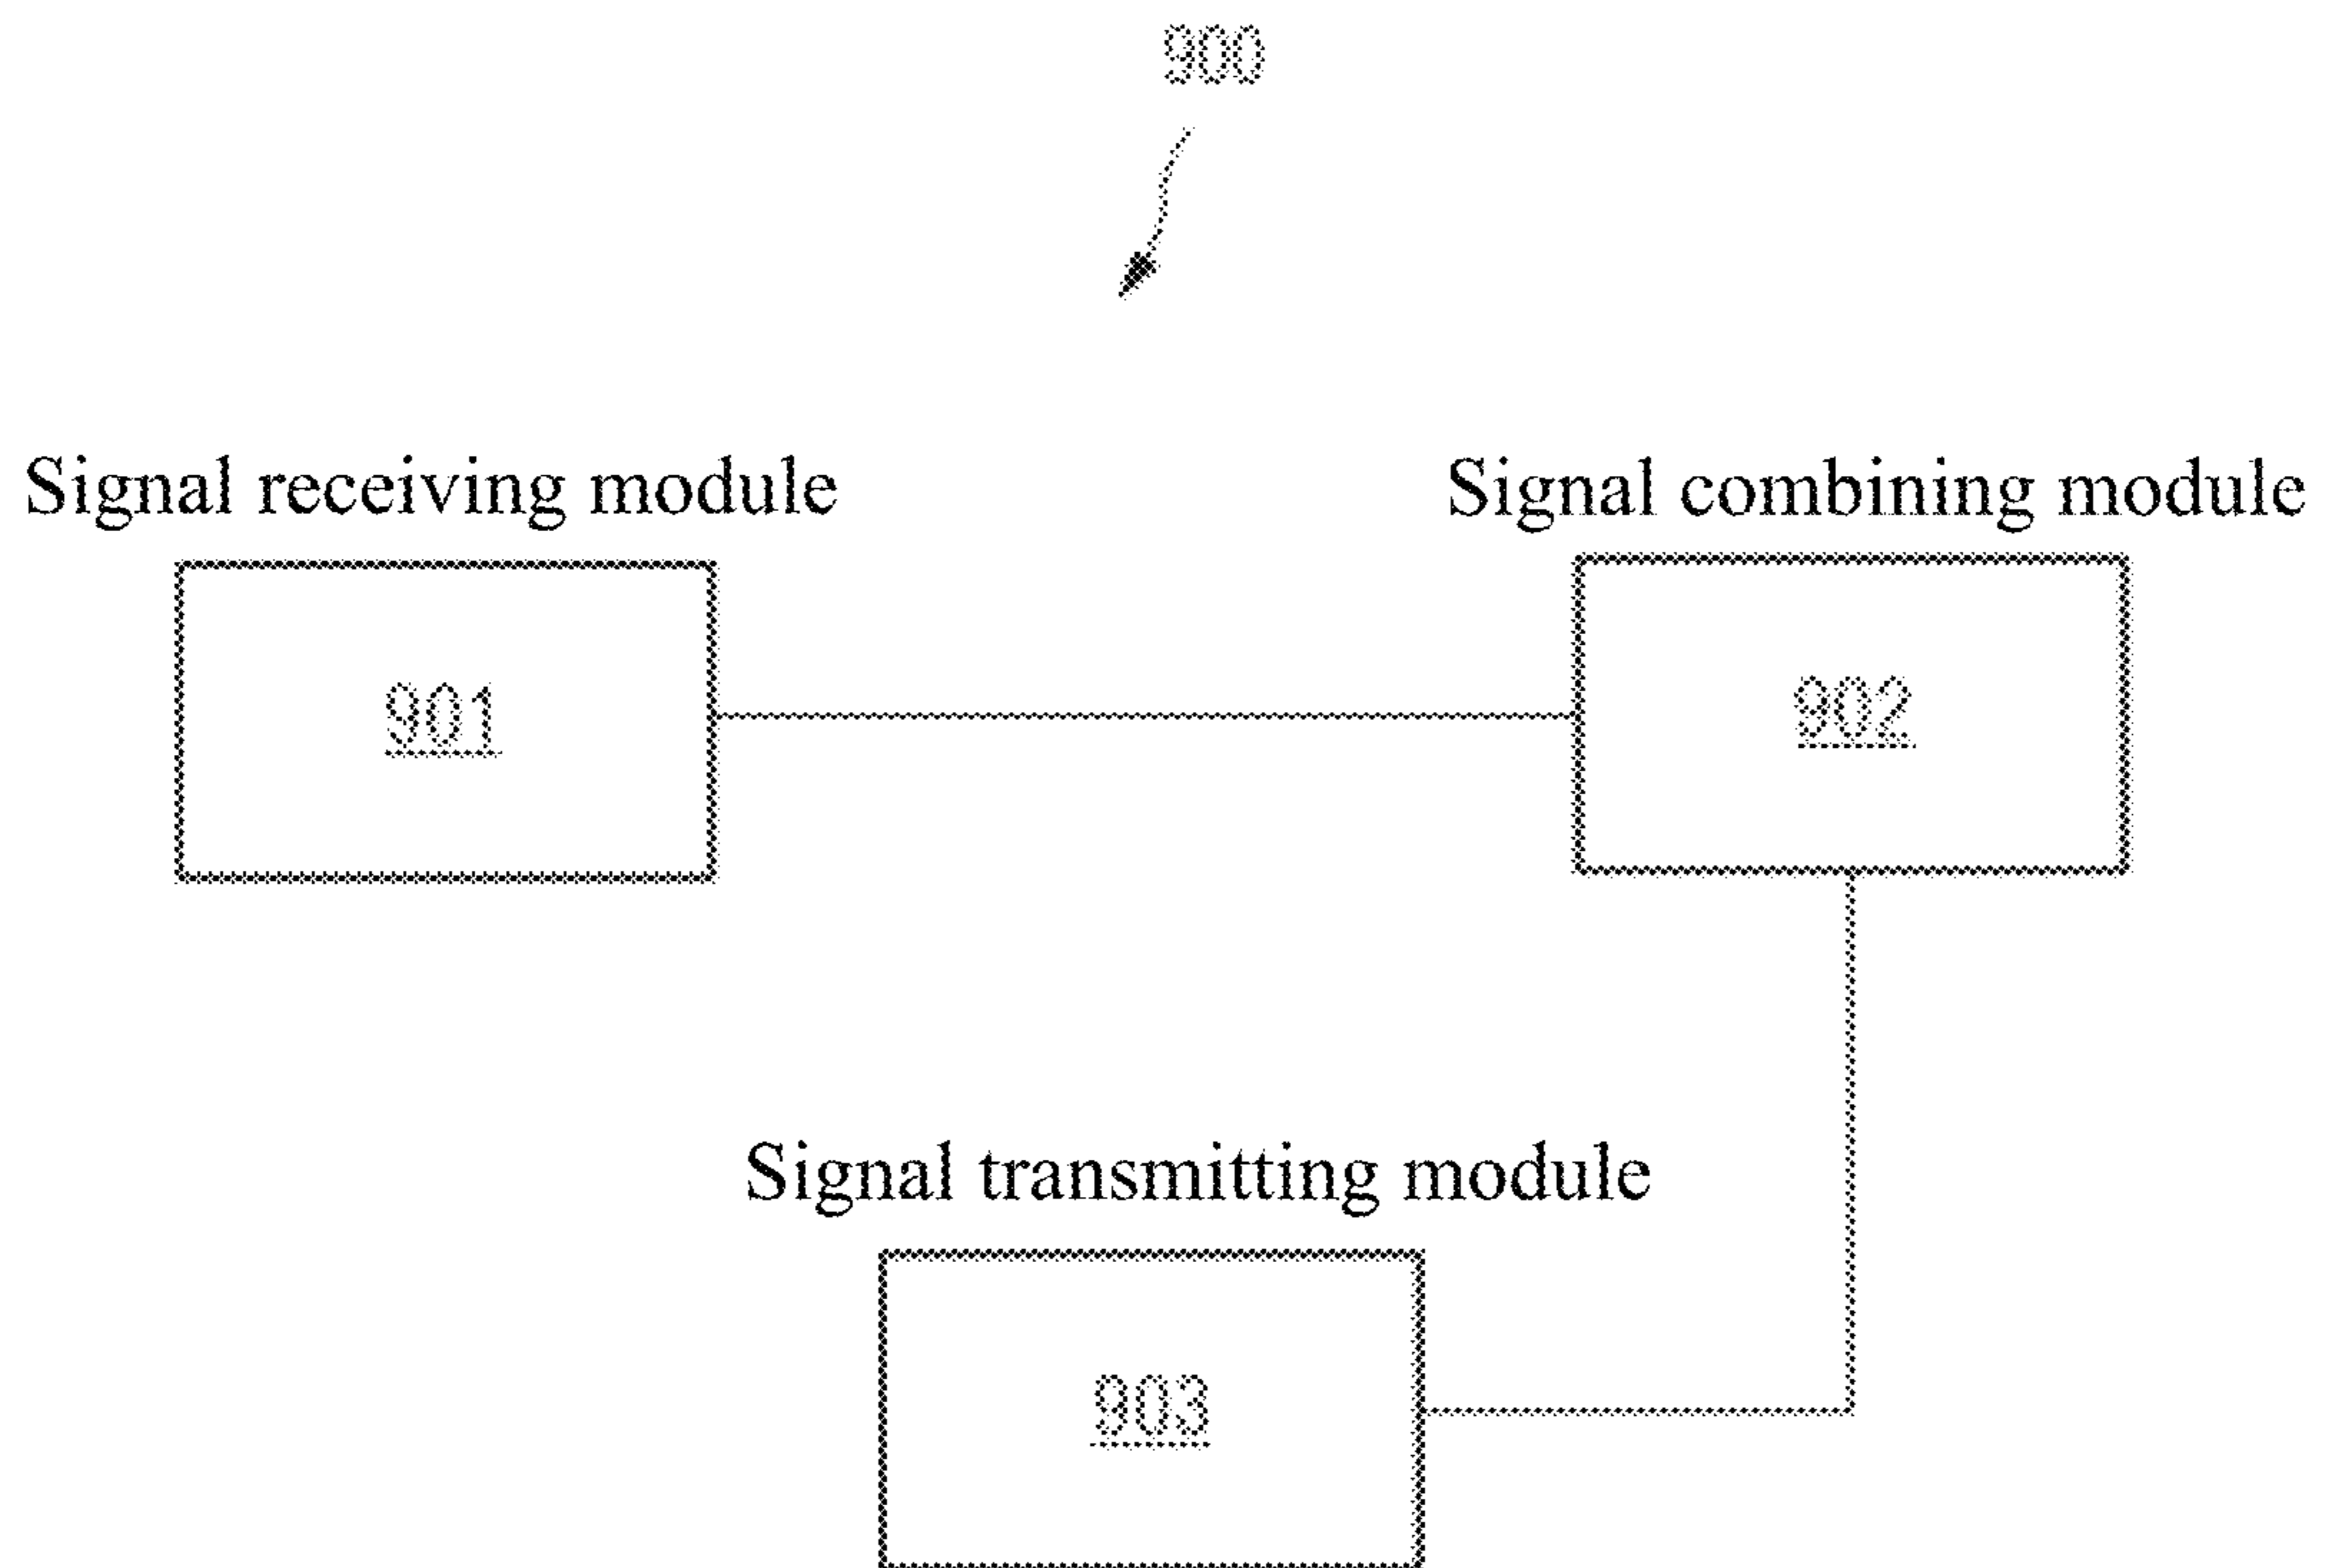 900
Signal receiving module
Signal combining module
901
902
Signal transmitting module
903